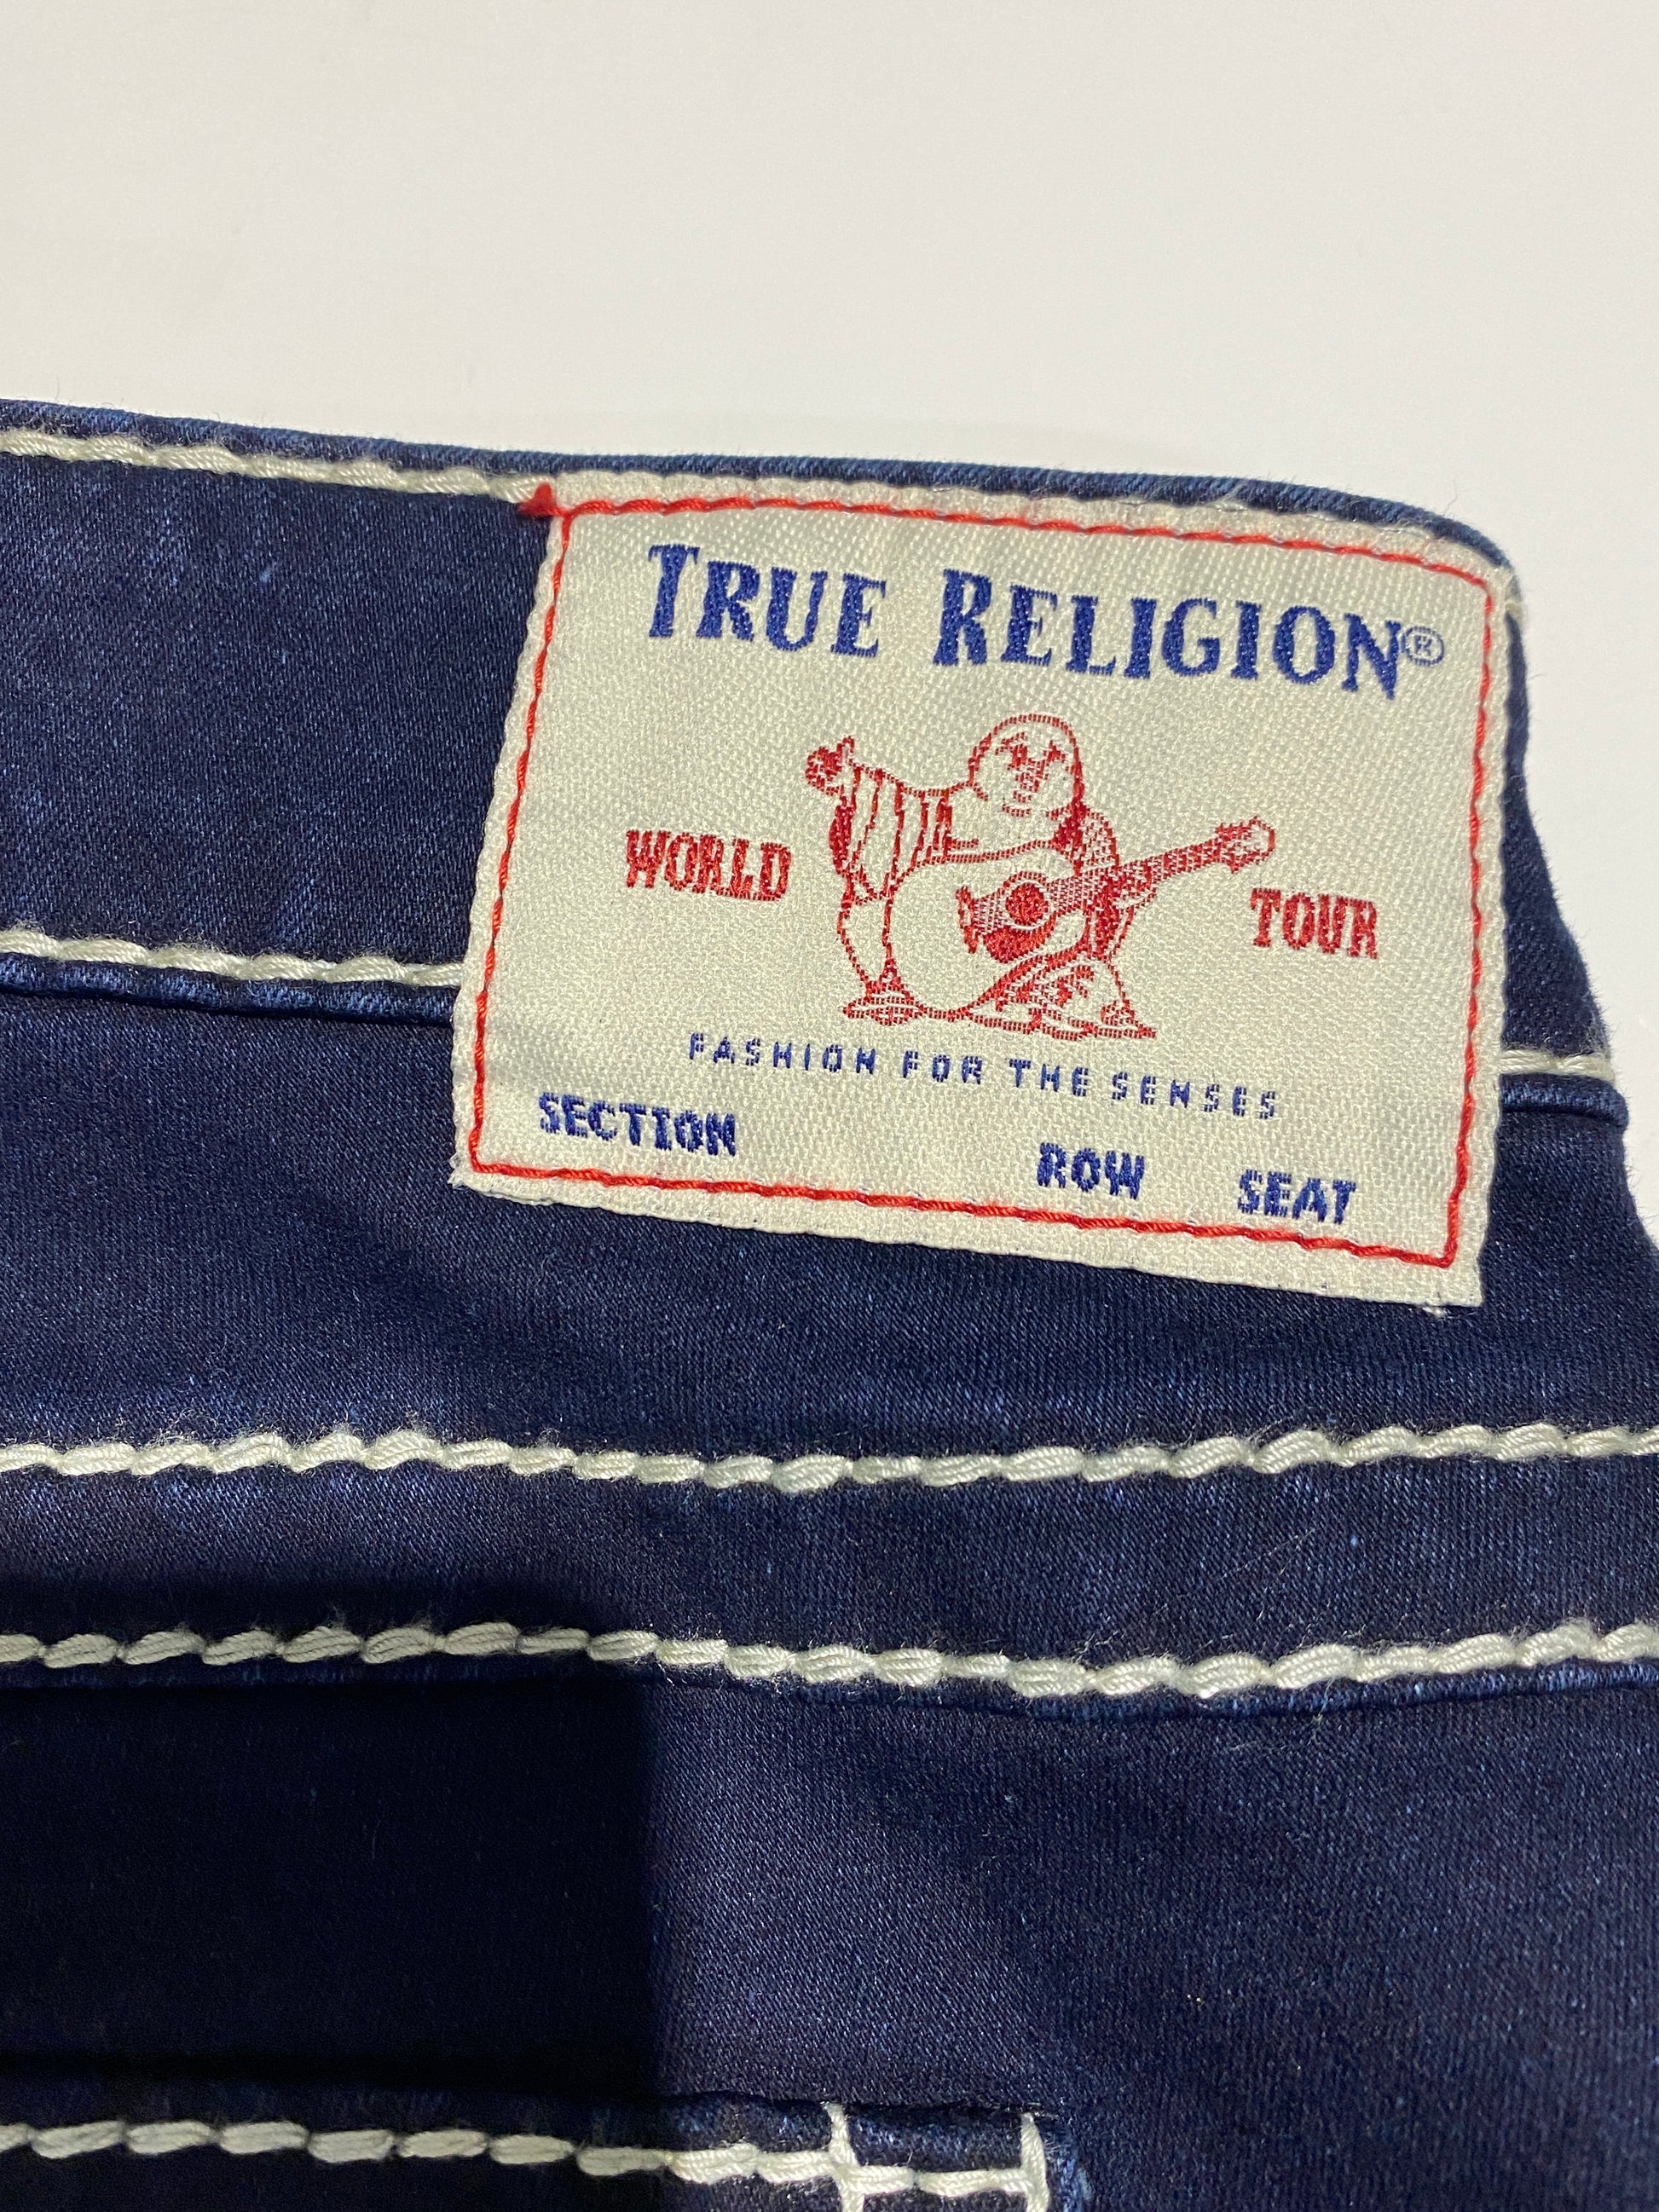 TRUE RELIGION®
WORLD TOUR
FASHION FOR THE SENSES
SECTION ROW SEAT